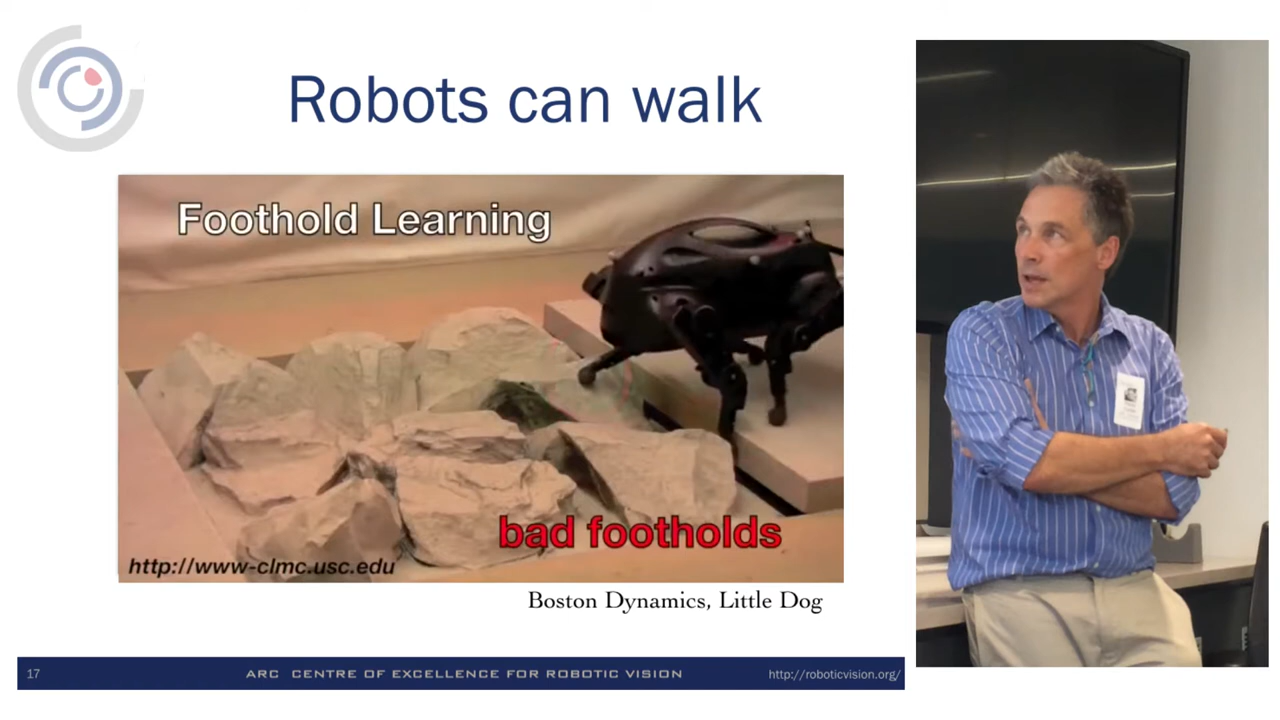 Robots can walk
Foothold Learning
bad footholds
http://www-clmc.usc.edu
Boston Dynamics, Little Dog
17
ARC CENTRE OF EXCELLENCE FOR ROBOTIC VISION
http://roboticvision.org/